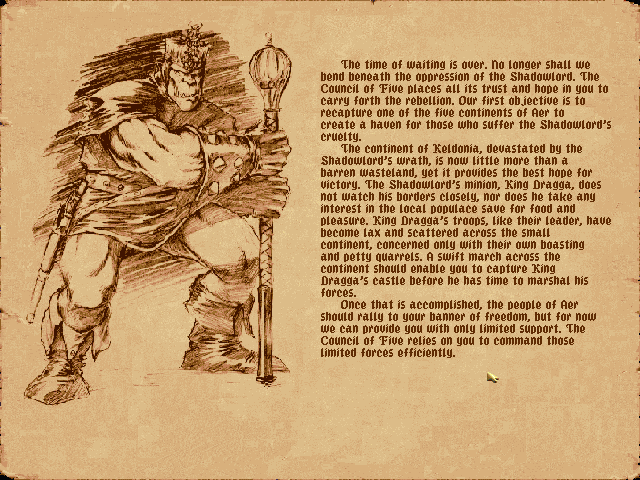 The time of waiting is over. No longer shall we
bend beneath the oppression of the Shadowlord. The
Council of Five places all its trust and hope in you to
carry forth the rebellion. Our first objective is to
recapture one of the five continents of Aer to
create a haven for those who suffer the Shadowlord's
cruelty.
The continent of Keldonia, devastated by the
Shadowlord's wrath, is now little more than a
barren wasteland, yet it provides the best hope for
victory. The Shadowlord's minion, King Dragga, does
not watch his borders closely, nor does he take any
interest in the local populace save for food and
pleasure. King Dragga's troops, like their leader, have
become lax and scattered across the small
continent, concerned only with their own boasting
and petty quarrels. A swift march across the
continent should enable you to capture King
Dragga's castle before he has time to marshal his
forces.
Once that is accomplished, the people of Aer
should rally to your banner of freedom, but for now
we can provide you with only limited support. The
Council of Five relies on you to command those
limited forces efficiently.